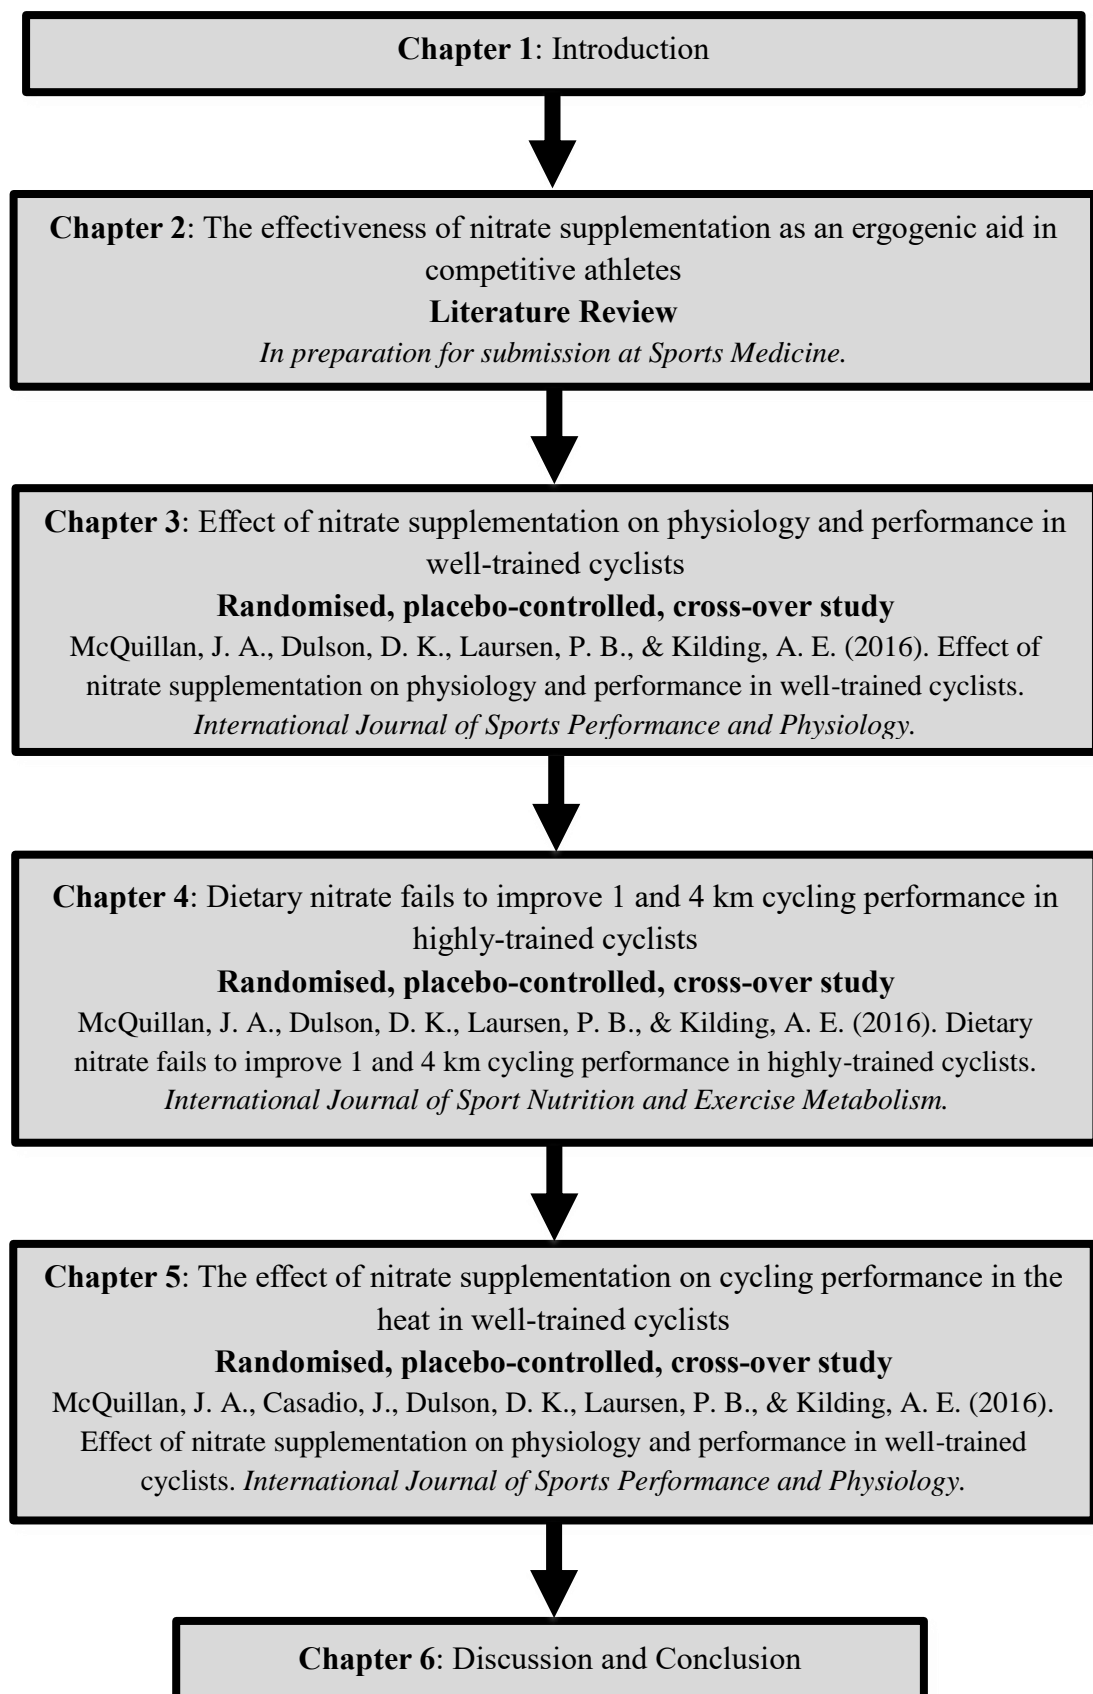 Chapter 1: Introduction
Chapter 2: The effectiveness of nitrate supplementation as an ergogenic aid in
competitive athletes
Literature Review
In preparation for submission at Sports Medicine.
Chapter 3: Effect of nitrate supplementation on physiology and performance in
well-trained cyclists
Randomised, placebo-controlled, cross-over study
McQuillan, J. A., Dulson, D. K., Laursen, P. B., & Kilding, A. E. (2016). Effect of
nitrate supplementation on physiology and performance in well-trained cyclists.
International Journal of Sports Performance and Physiology.
Chapter 4: Dietary nitrate fails to improve 1 and 4 km cycling performance in
highly-trained cyclists
Randomised, placebo-controlled, cross-over study
McQuillan, J. A., Dulson, D. K., Laursen, P. B., & Kilding, A. E. (2016). Dietary
nitrate fails to improve 1 and 4 km cycling performance in highly-trained cyclists.
International Journal of Sport Nutrition and Exercise Metabolism.
Chapter 5: The effect of nitrate supplementation on cycling performance in the
heat in well-trained cyclists
Randomised, placebo-controlled, cross-over study
McQuillan, J. A., Casadio, J., Dulson, D. K., Laursen, P. B., & Kilding, A. E. (2016).
Effect of nitrate supplementation on physiology and performance in well-trained
cyclists. International Journal of Sports Performance and Physiology.
Chapter 6: Discussion and Conclusion